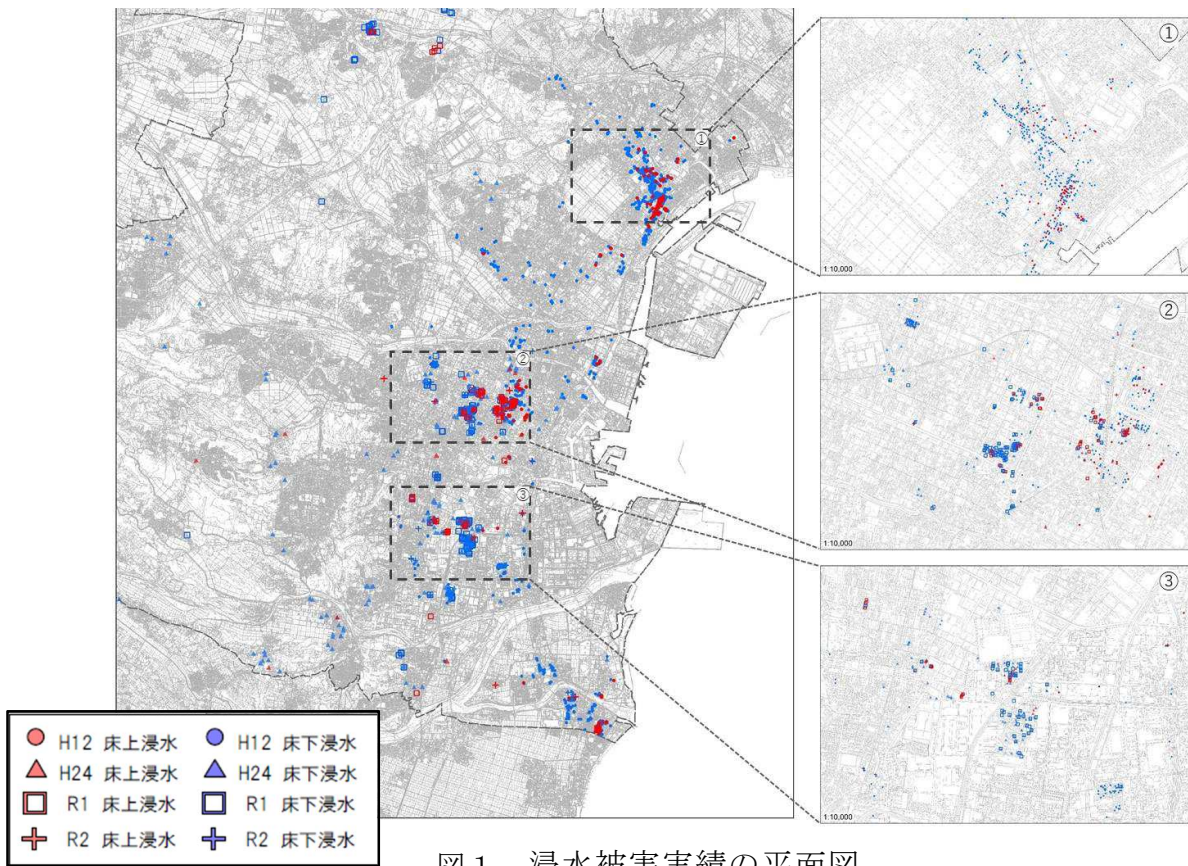 ①
②
③
①
1:10,000
②
1:10,000
③
1:10,000
H12 床上浸水 H12 床下浸水
H24 床上浸水 H24 床下浸水
R1 床上浸水 R1 床下浸水
R2 床上浸水 R2 床下浸水
図1 浸水被害実績の平面図